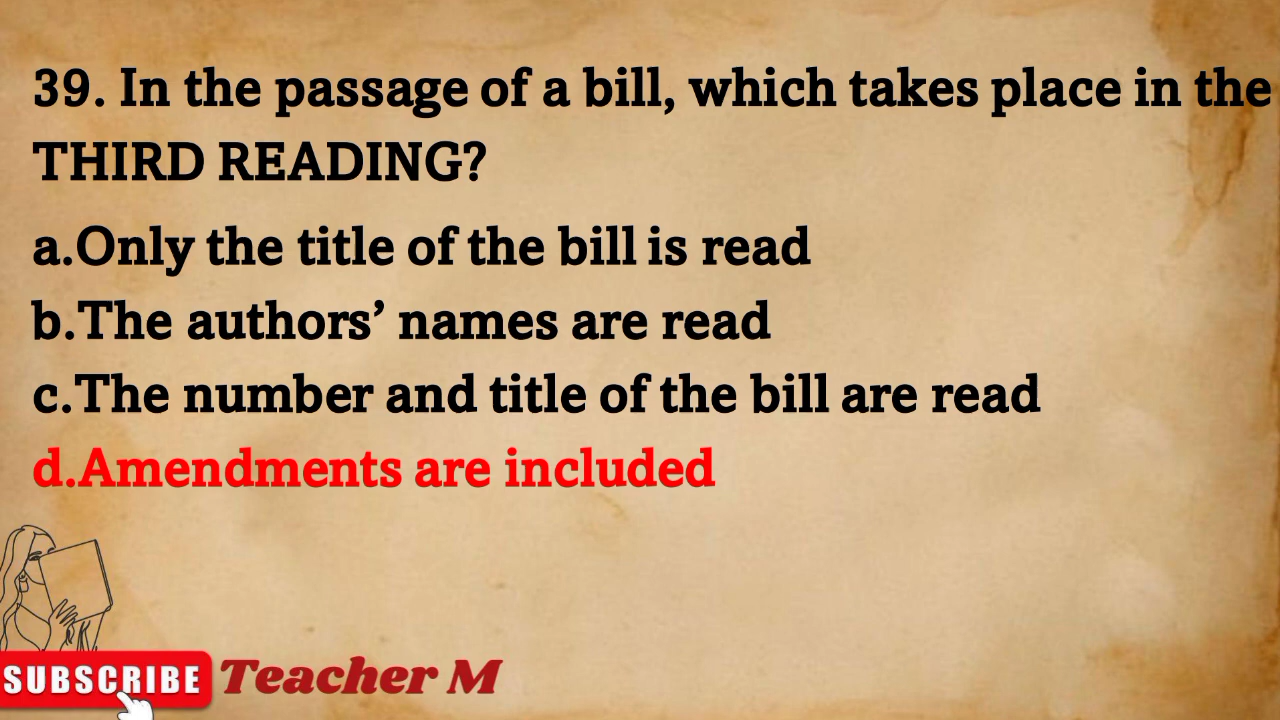 39. In the passage of a bill, which takes place in the
THIRD READING?
a.Only the title of the bill is read
b.The authors’ names are read
c.The number and title of the bill are read
d.Amendments are included
SUBSCRIBE Teacher M